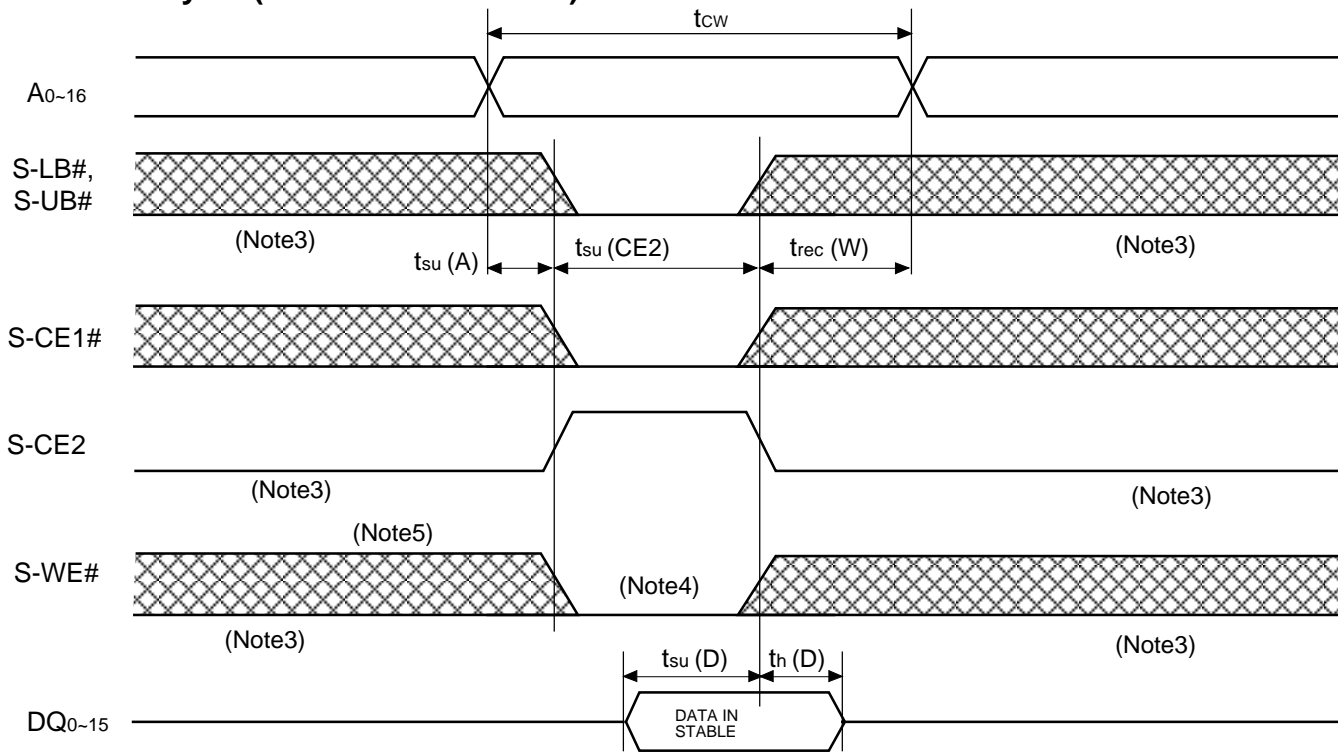 tCW
A0~16
S-LB#,
S-UB#
(Note3)
(Note3)
tsu (A)
tsu (CE2)
trec (W)
S-CE1#
S-CE2
(Note3)
(Note3)
(Note5)
S-WE#
(Note4)
(Note3)
(Note3)
tsu (D)
th (D)
DQ0~15
DATA IN
STABLE